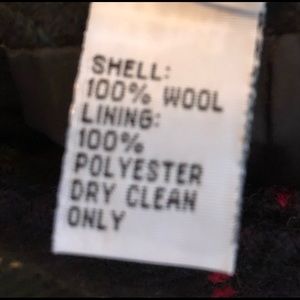 SHELL:
100% WOOL
LINING:
100%
POLYESTER
DRY CLEAN
ONLY